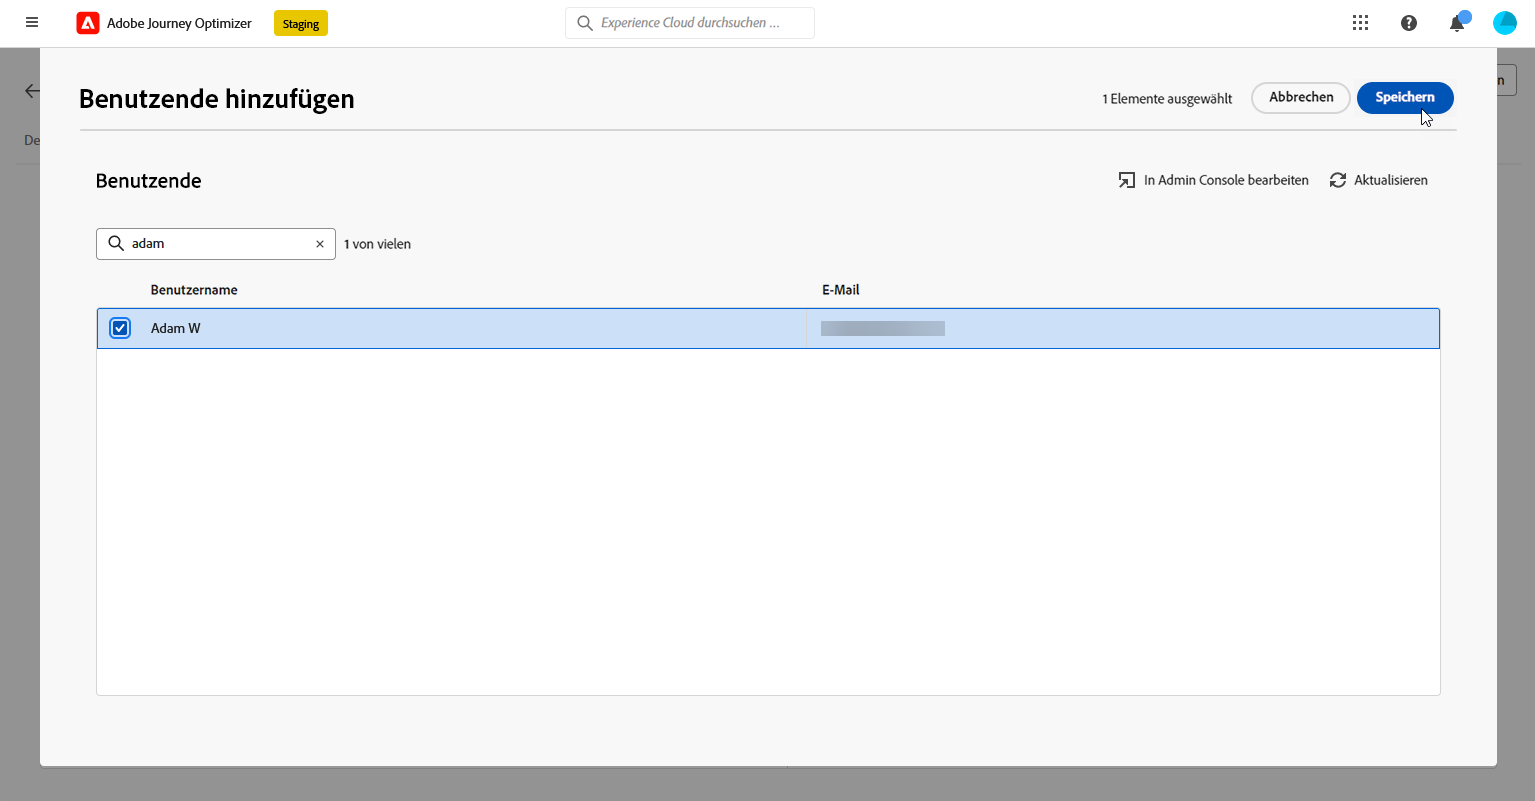 Adobe Journey Optimizer
Staging
Experience Cloud durchsuchen ...
De
n
Benutzende hinzufügen
1 Elemente ausgewählt
Abbrechen
Speichern
Benutzende
In Admin Console bearbeiten
Aktualisieren
adam
1 von vielen
Benutzername
E-Mail
Adam W